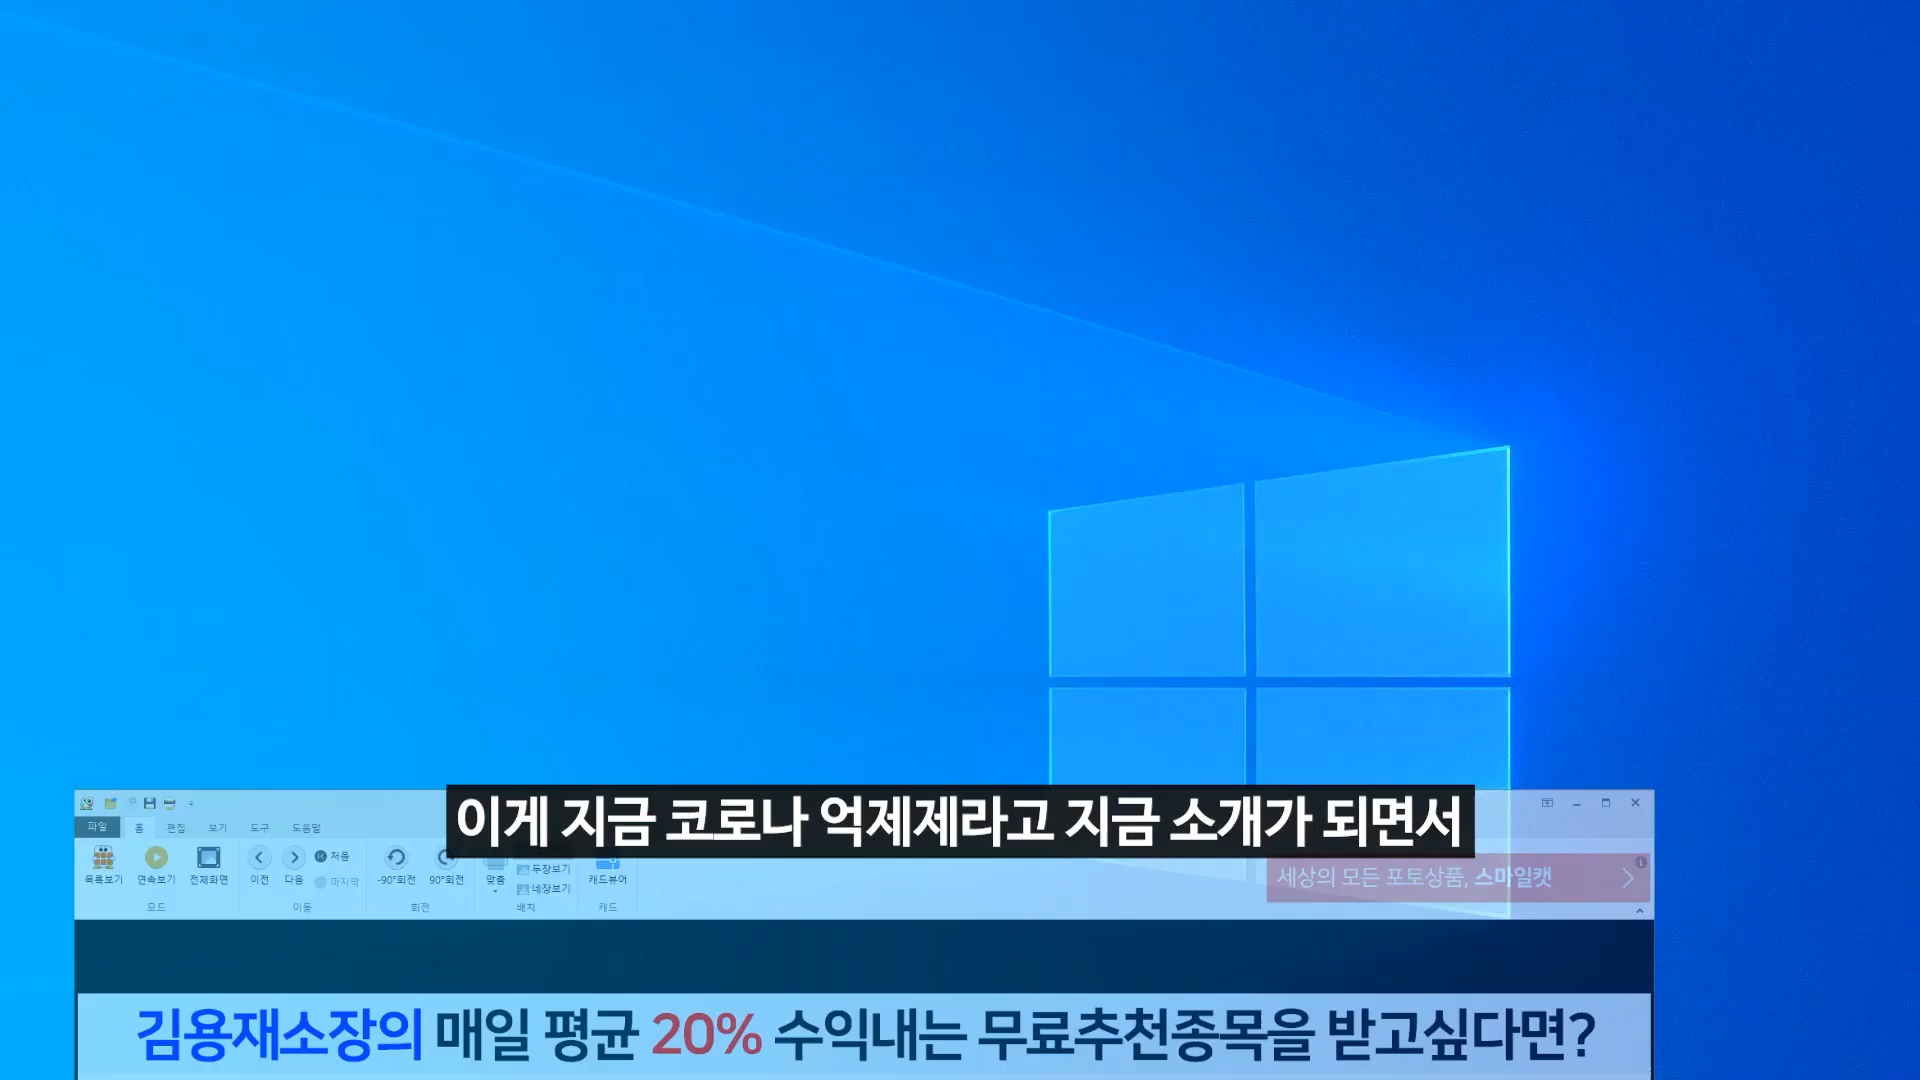 이게 지금 코로나 억제제라고 지금 소개가 되면서
파일 홈 편집 보기 도구 도움말
목록보기 연속보기 전체화면 이전 다음 처음 마지막 -90°회전 90°회전 맞춤 두장보기 네장보기 카드뷰어
모드 이동 회전 배치 카드
세상의 모든 포토상품, 스마일캣
김용재소장의 매일 평균 20% 수익내는 무료추천종목을 받고싶다면?